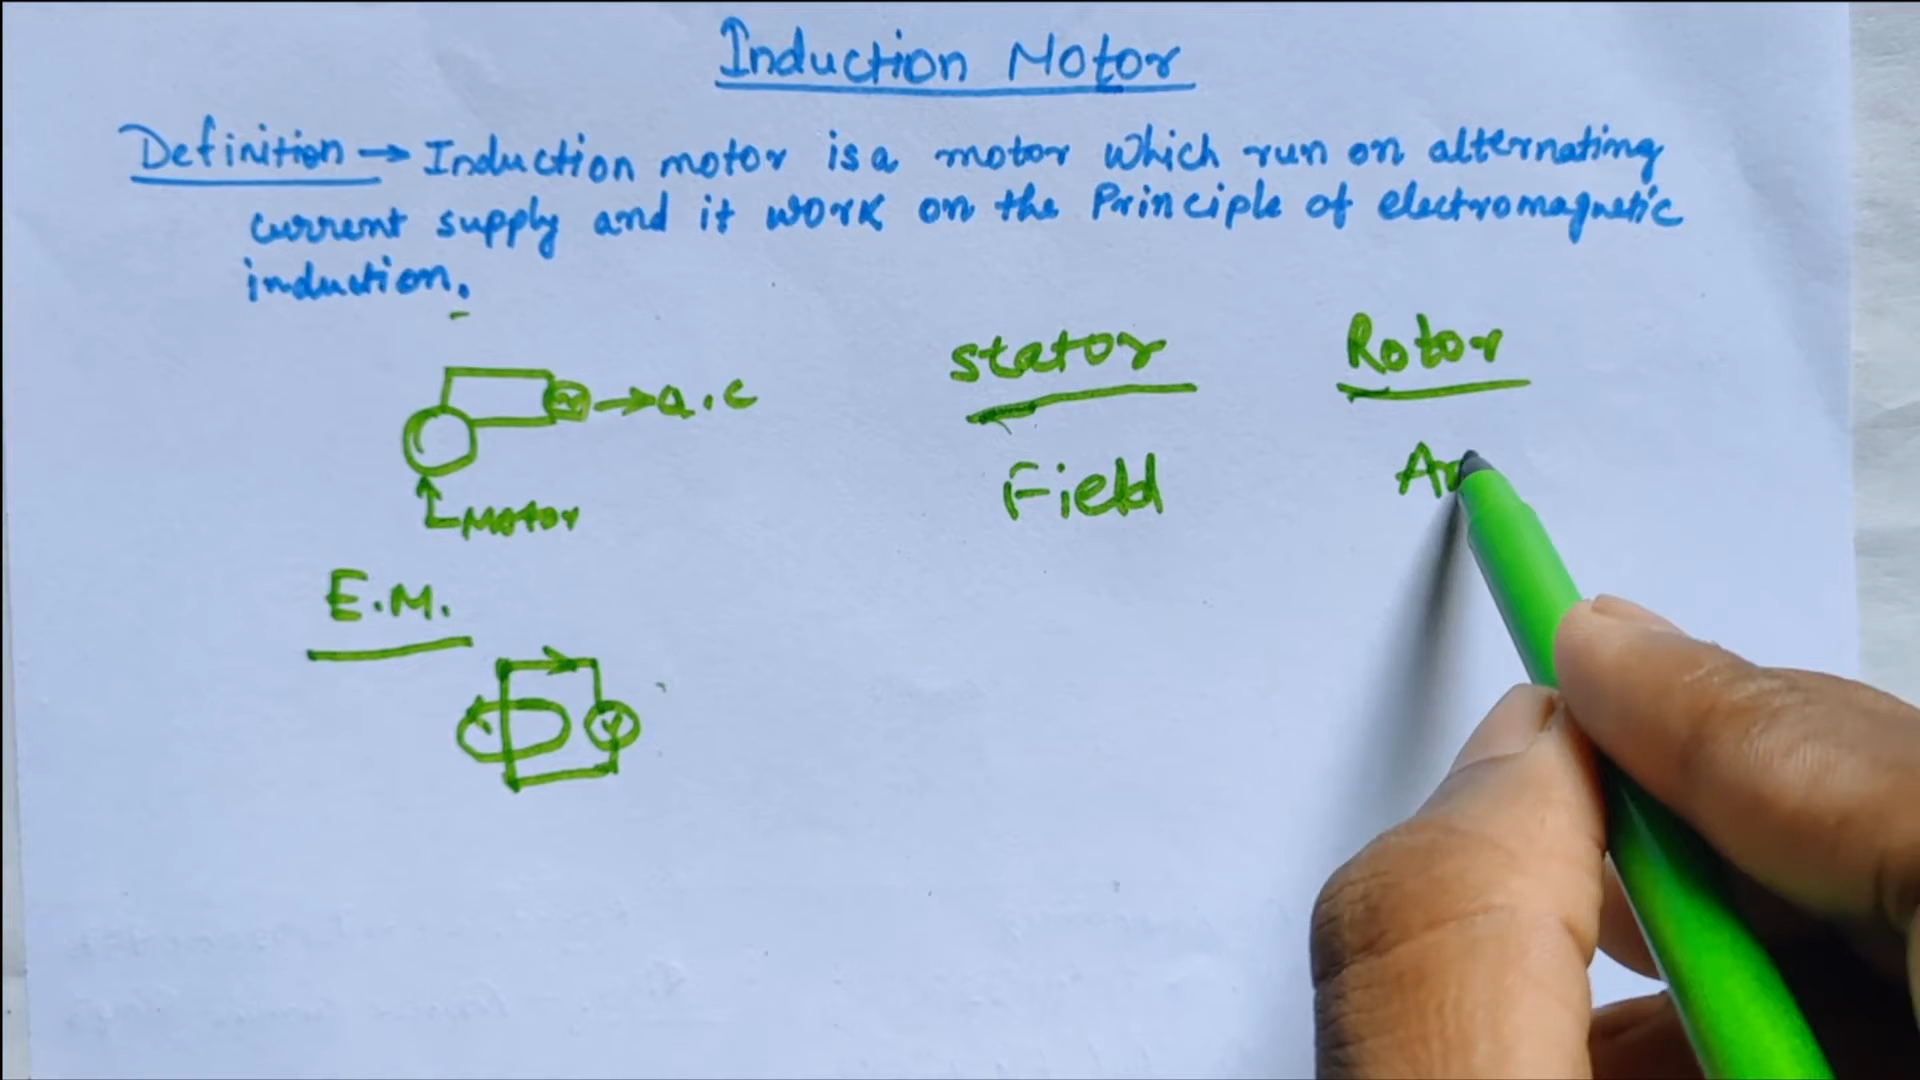 Induction Motor
Definition → Induction motor is a motor which run on alternating
current supply and it work on the Principle of electromagnetic
induction.
Stator Rotor
→ a.c
Field Ar
Motor
E.M.
V